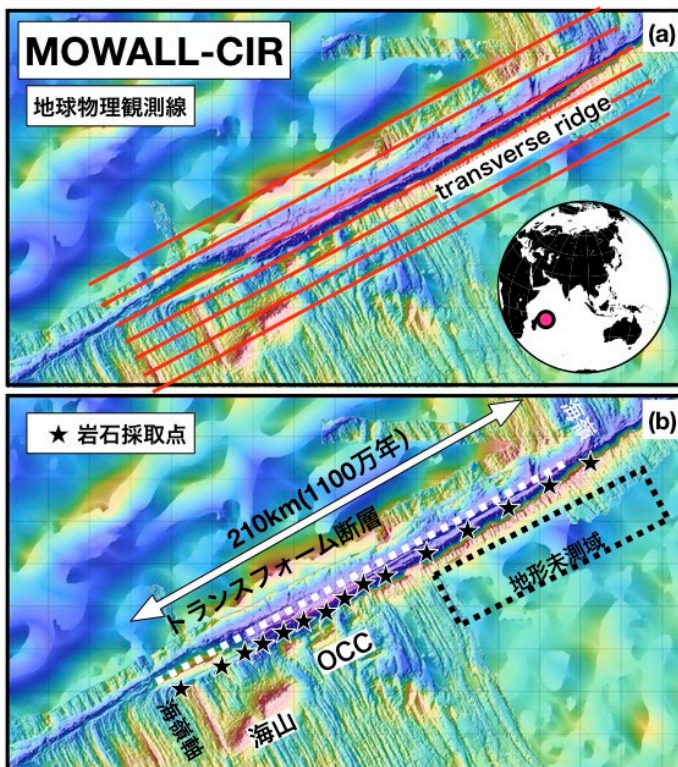 MOWALL-CIR
(a)
地球物理観測線
transverse ridge
(b)
★ 岩石採取点
海嶺
210km(1100万年)
トランスフォーム断層
地形未測域
OCC
海嶺軸
海山